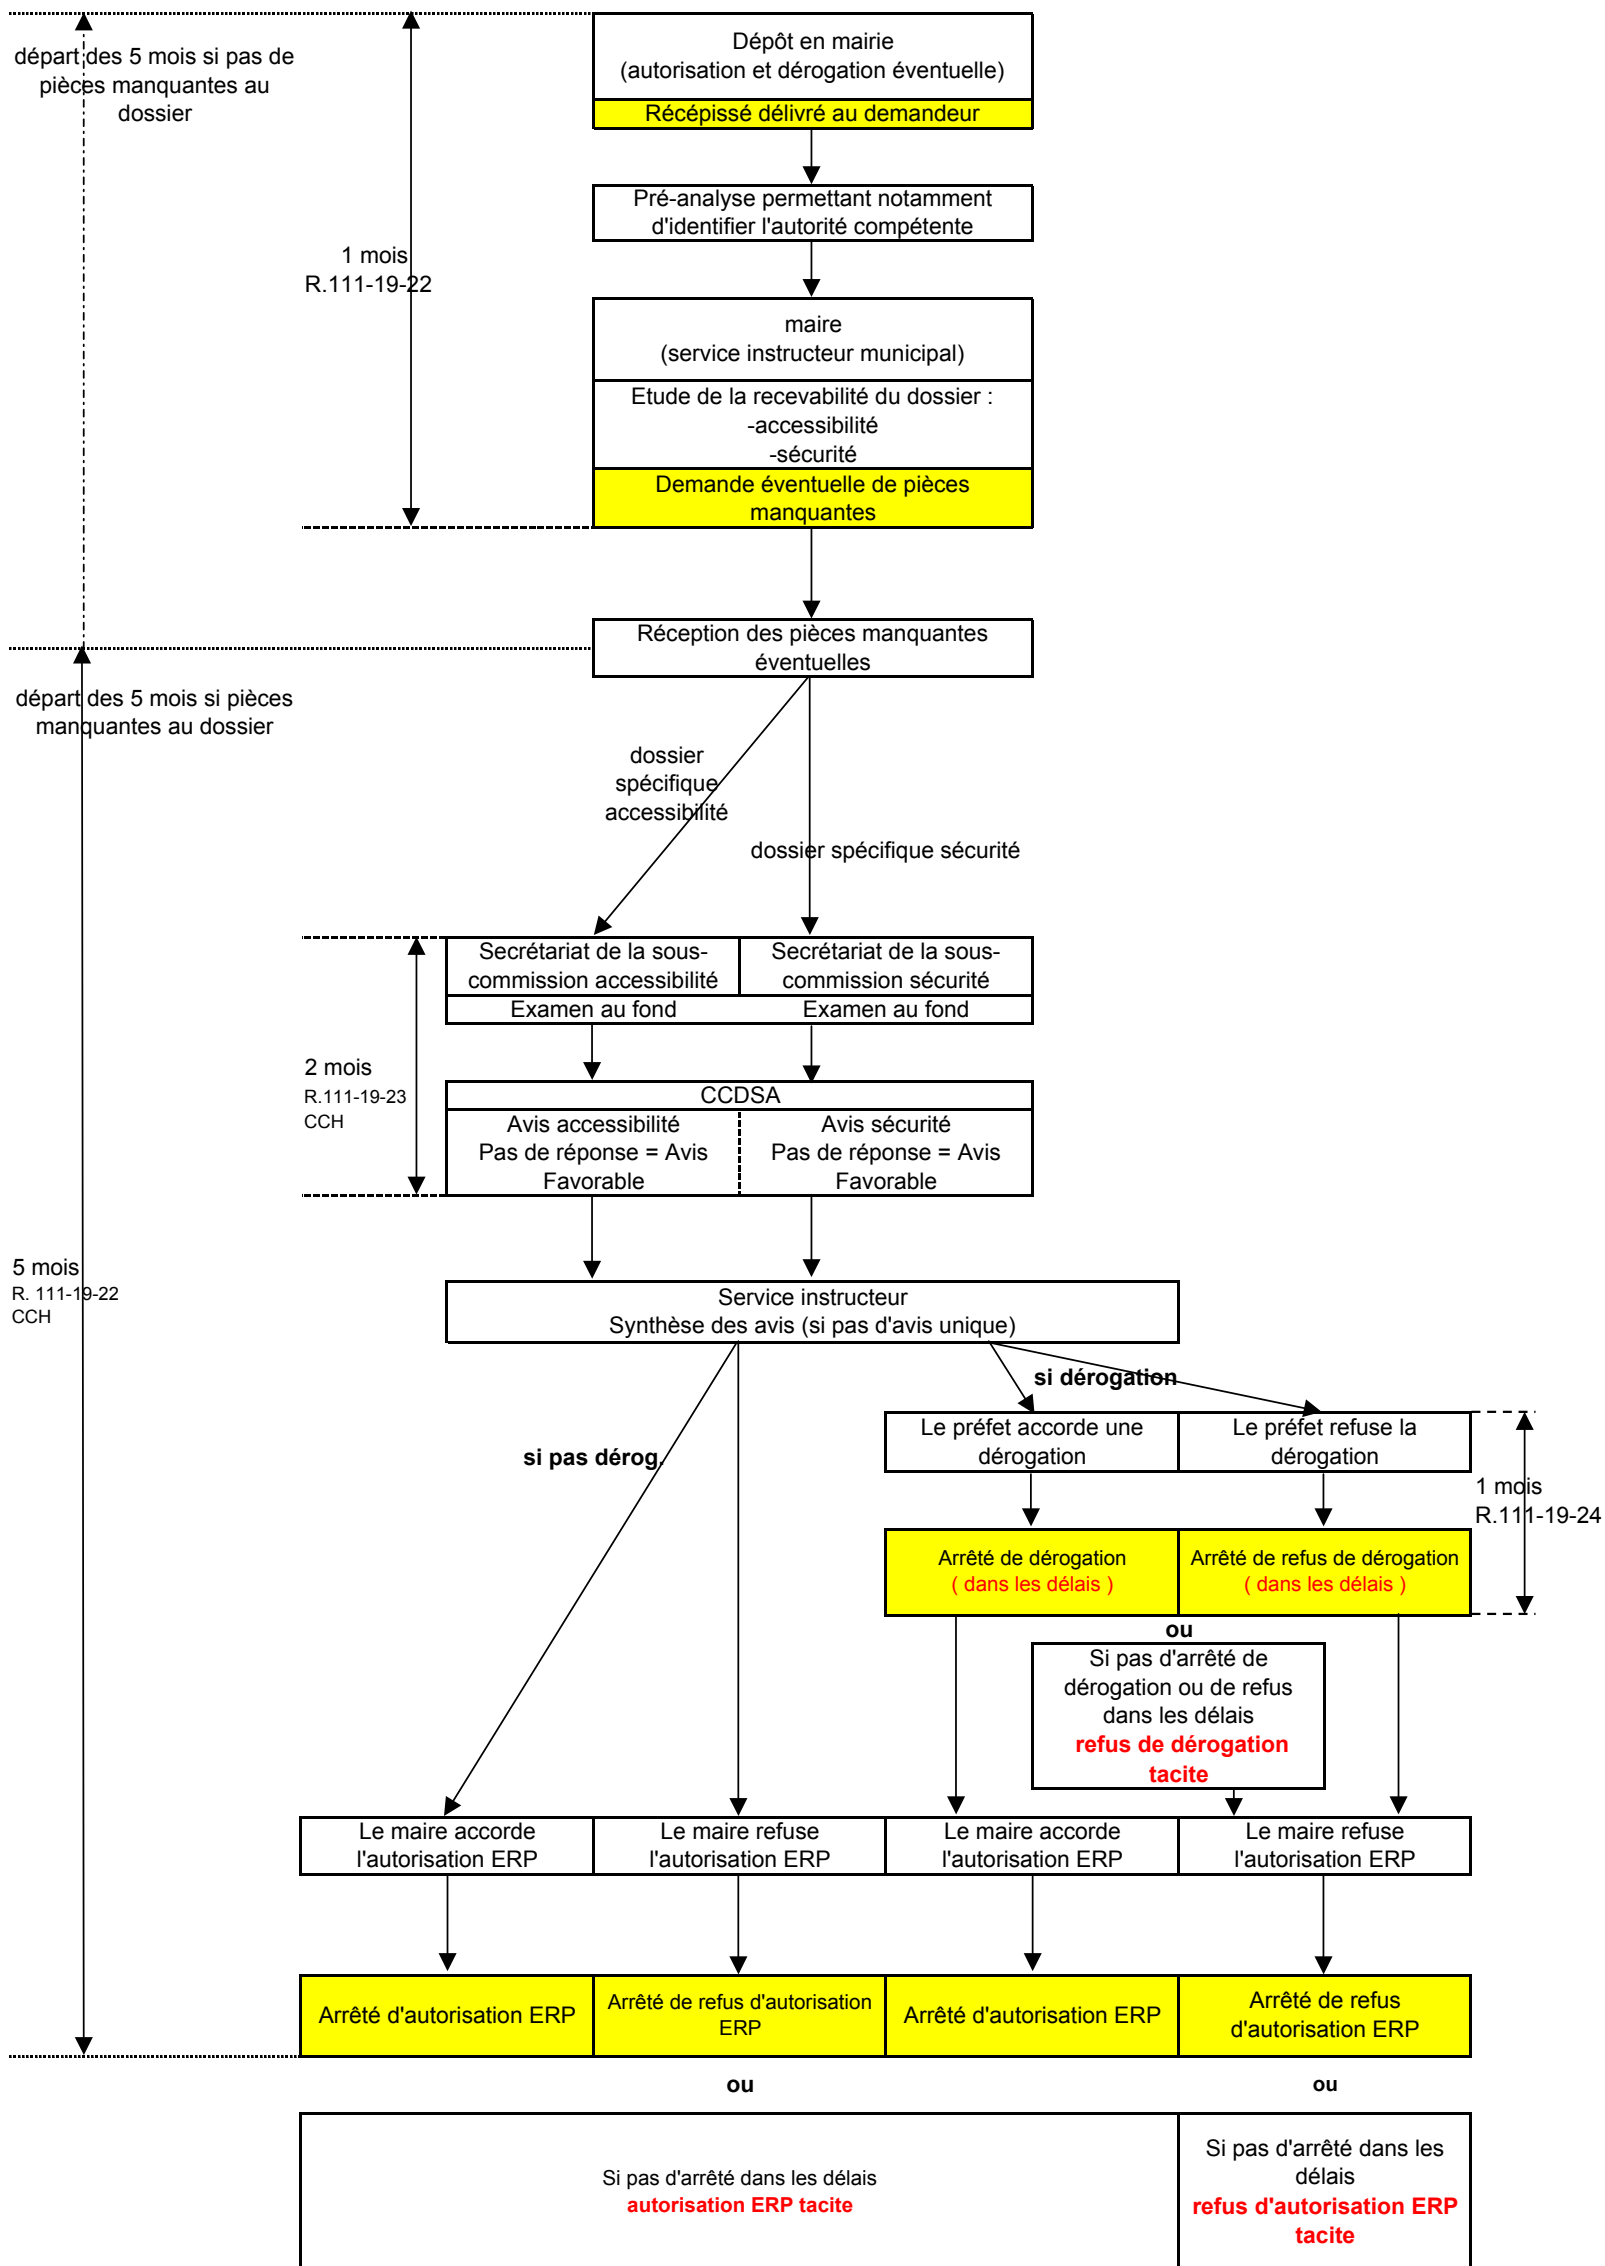 Dépôt en mairie
(autorisation et dérogation éventuelle)
Récépissé délivré au demandeur
départ des 5 mois si pas de
pièces manquantes au
dossier
Pré-analyse permettant notamment
d'identifier l'autorité compétente
1 mois
R.111-19-22
maire
(service instructeur municipal)
Etude de la recevabilité du dossier :
-accessibilité
-sécurité
Demande éventuelle de pièces
manquantes
Réception des pièces manquantes
éventuelles
départ des 5 mois si pièces
manquantes au dossier
dossier
spécifique
accessibilité
dossier spécifique sécurité
Secrétariat de la sous-
commission accessibilité
Secrétariat de la sous-
commission sécurité
Examen au fond
Examen au fond
2 mois
R.111-19-23
CCH
CCDSA
Avis accessibilité
Pas de réponse = Avis
Favorable
Avis sécurité
Pas de réponse = Avis
Favorable
5 mois
R. 111-19-22
CCH
Service instructeur
Synthèse des avis (si pas d'avis unique)
si dérogation
si pas dérog.
Le préfet accorde une
dérogation
Le préfet refuse la
dérogation
1 mois
R.111-19-24
Arrêté de dérogation
( dans les délais )
Arrêté de refus de dérogation
( dans les délais )
ou
Si pas d'arrêté de
dérogation ou de refus
dans les délais
refus de dérogation
tacite
Le maire accorde
l'autorisation ERP
Le maire refuse
l'autorisation ERP
Le maire accorde
l'autorisation ERP
Le maire refuse
l'autorisation ERP
Arrêté d'autorisation ERP
Arrêté de refus d'autorisation
ERP
Arrêté d'autorisation ERP
Arrêté de refus
d'autorisation ERP
ou
ou
Si pas d'arrêté dans les délais
autorisation ERP tacite
Si pas d'arrêté dans les
délais
refus d'autorisation ERP
tacite